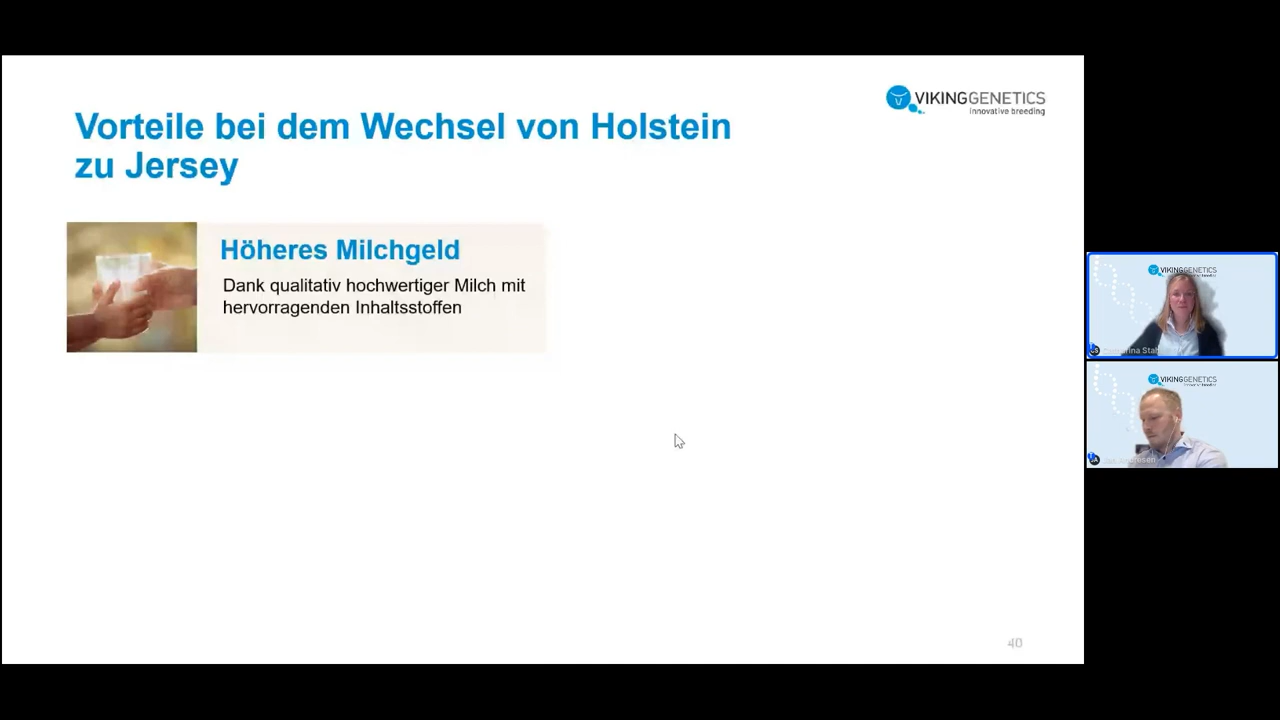 VIKINGGENETICS
innovative breeding
Vorteile bei dem Wechsel von Holstein
zu Jersey
Höheres Milchgeld
Dank qualitativ hochwertiger Milch mit
hervorragenden Inhaltsstoffen
40
VIKINGGENETICS
VIKINGGENETICS